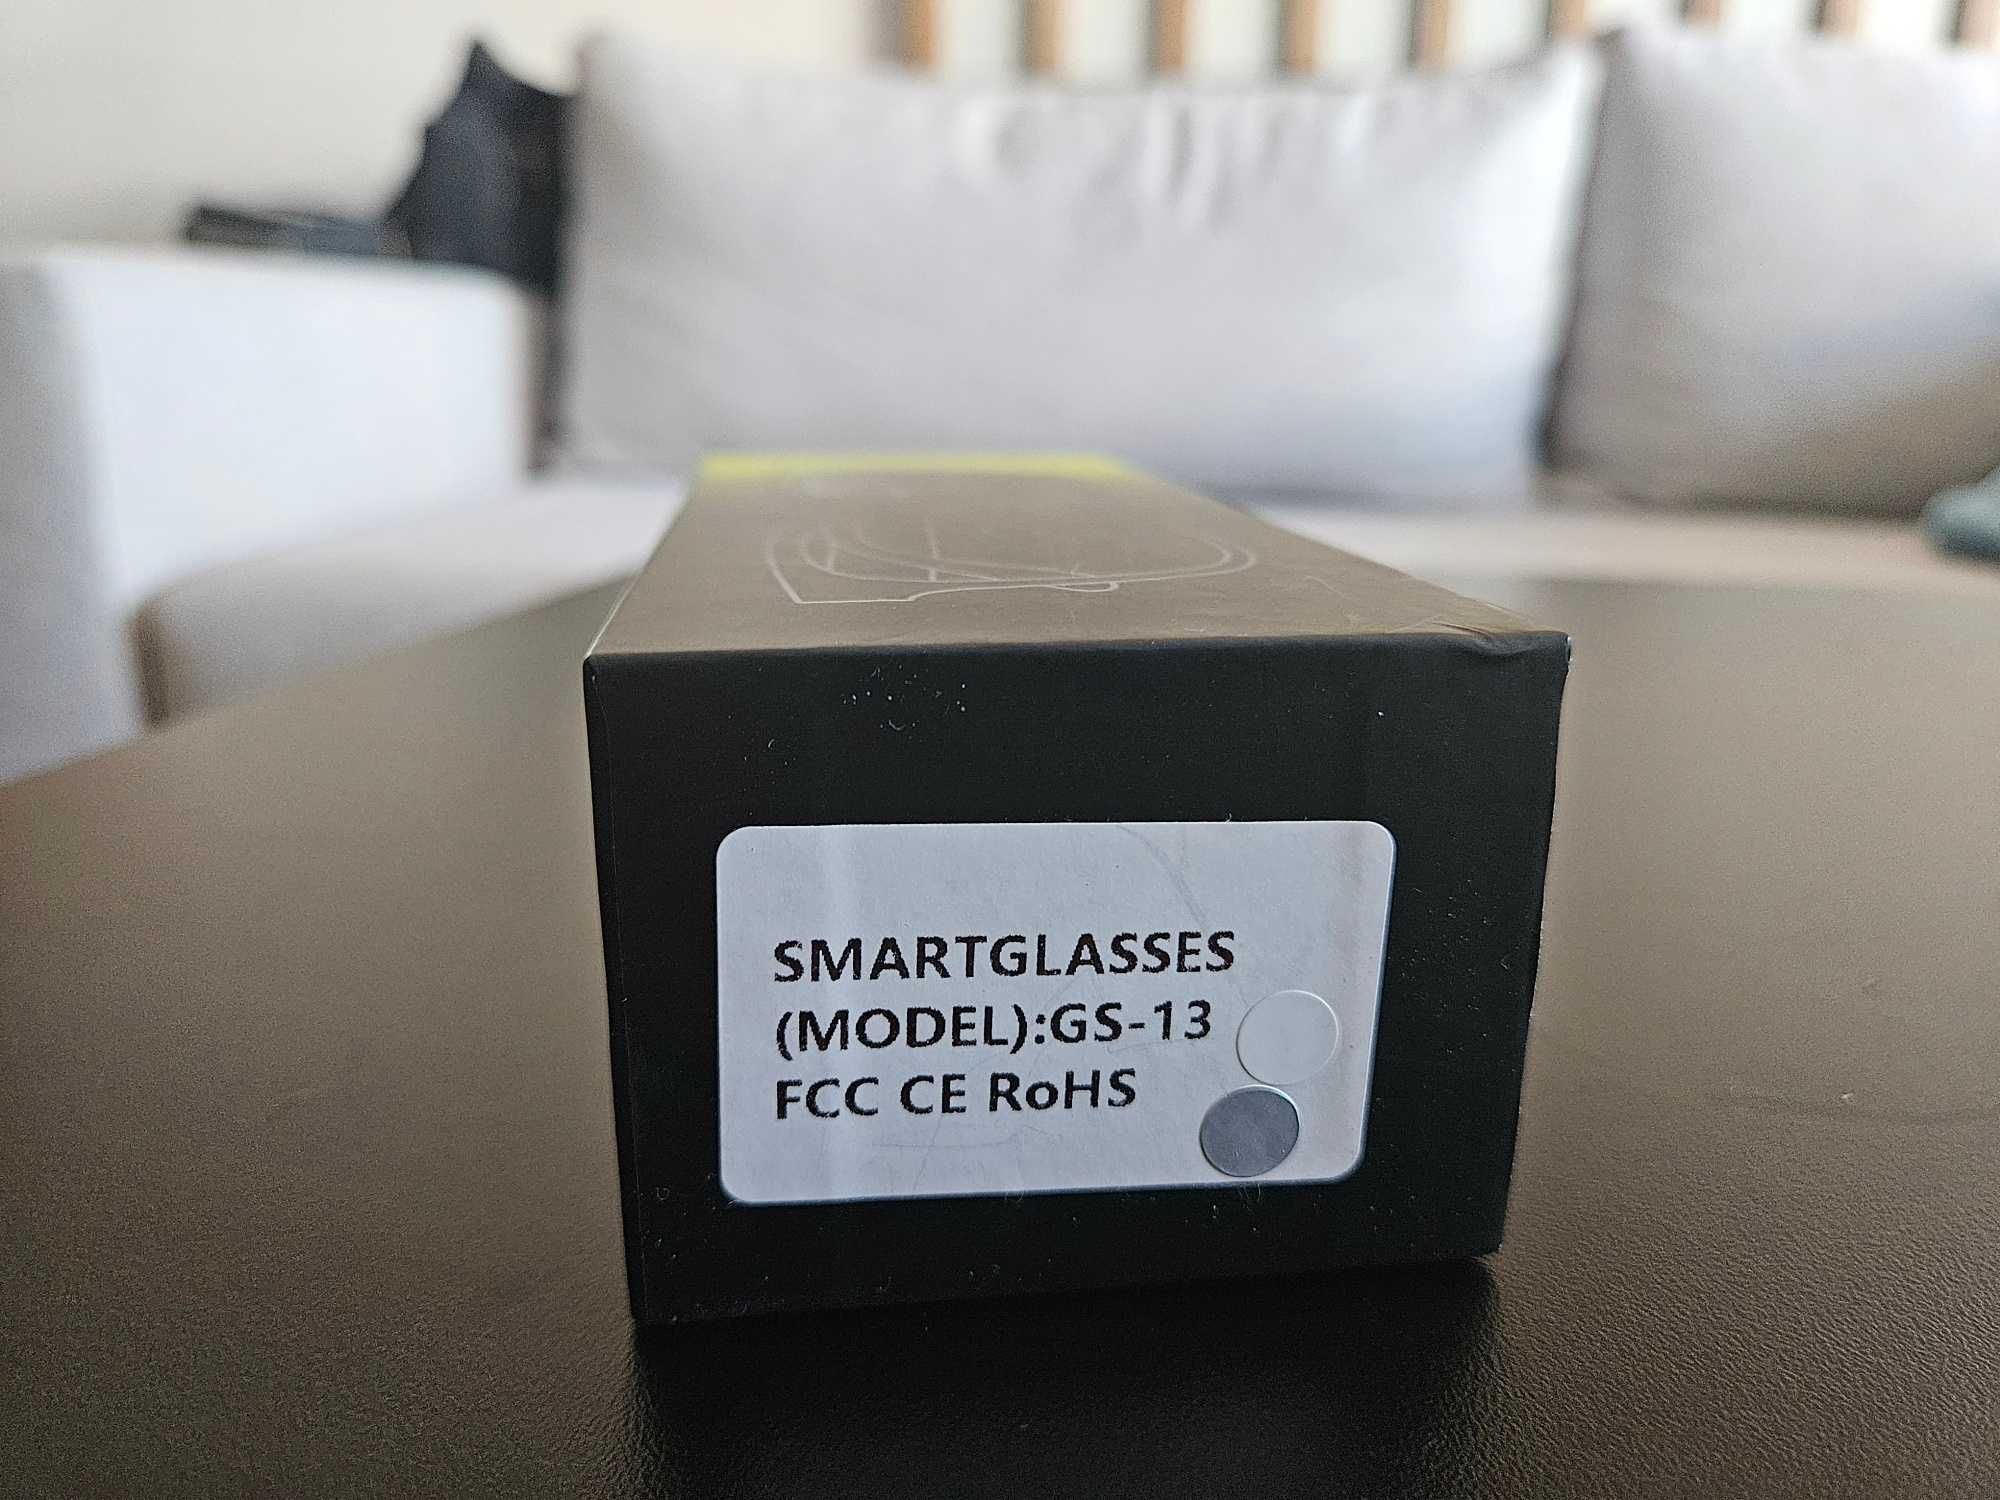 SMARTGLASSES
(MODEL):GS-13
FCC CE RoHS